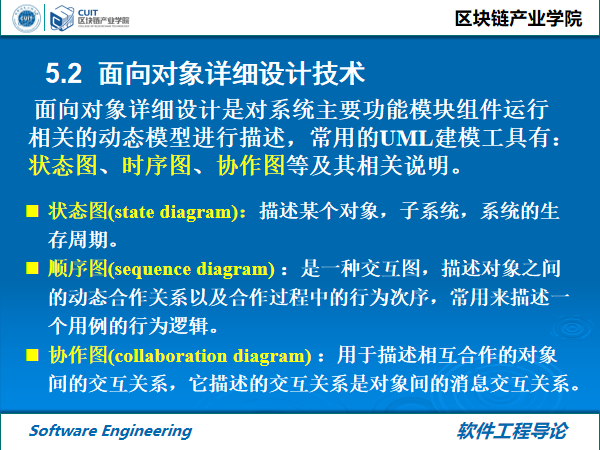 CUIT
区块链产业学院
区块链产业学院
5.2 面向对象详细设计技术
面向对象详细设计是对系统主要功能模块组件运行
相关的动态模型进行描述，常用的UML建模工具有：
状态图、时序图、协作图等及其相关说明。
状态图(state diagram)：描述某个对象，子系统，系统的生
存周期。
顺序图(sequence diagram) ：是一种交互图，描述对象之间
的动态合作关系以及合作过程中的行为次序，常用来描述一
个用例的行为逻辑。
协作图(collaboration diagram) ：用于描述相互合作的对象
间的交互关系，它描述的交互关系是对象间的消息交互关系。
Software Engineering
软件工程导论